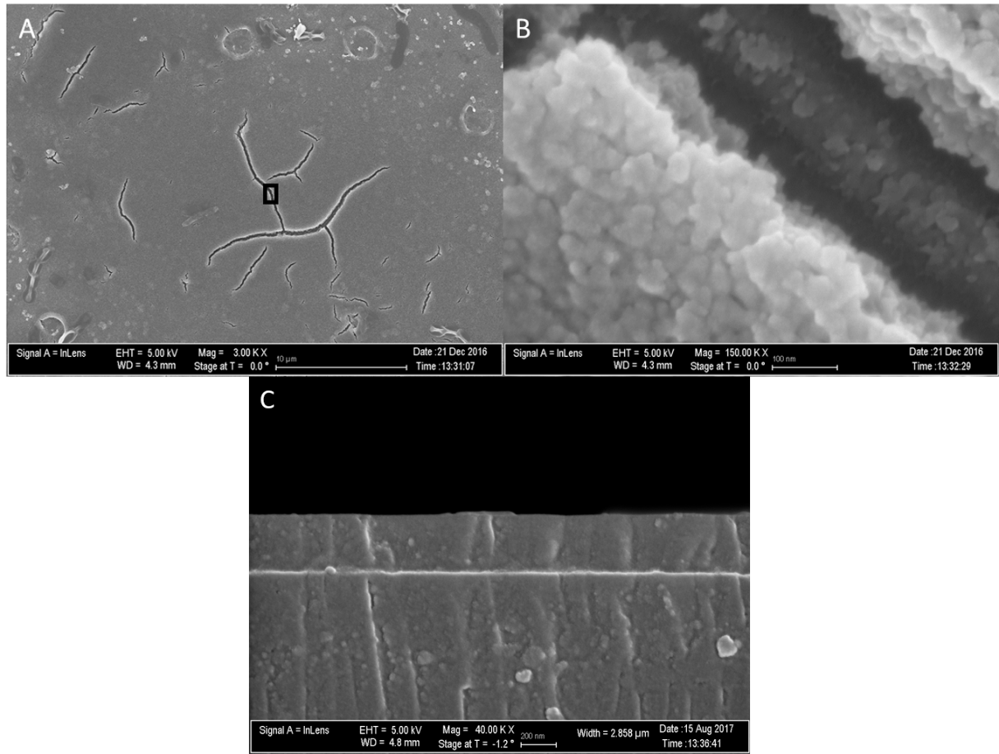 A
Signal A = InLens EHT = 5.00 kV Mag = 3.00 K X Date :21 Dec 2016
WD = 4.3 mm Stage at T = 0.0 ° 10 µm Time :13:31:07
B
Signal A = InLens EHT = 5.00 kV Mag = 150.00 K X Date :21 Dec 2016
WD = 4.3 mm Stage at T = 0.0 ° 100 nm Time :13:32:29
C
Signal A = InLens EHT = 5.00 kV Mag = 40.00 K X Width = 2.858 µm Date :15 Aug 2017
WD = 4.8 mm Stage at T = -1.2 ° 200 nm Time :13:36:41